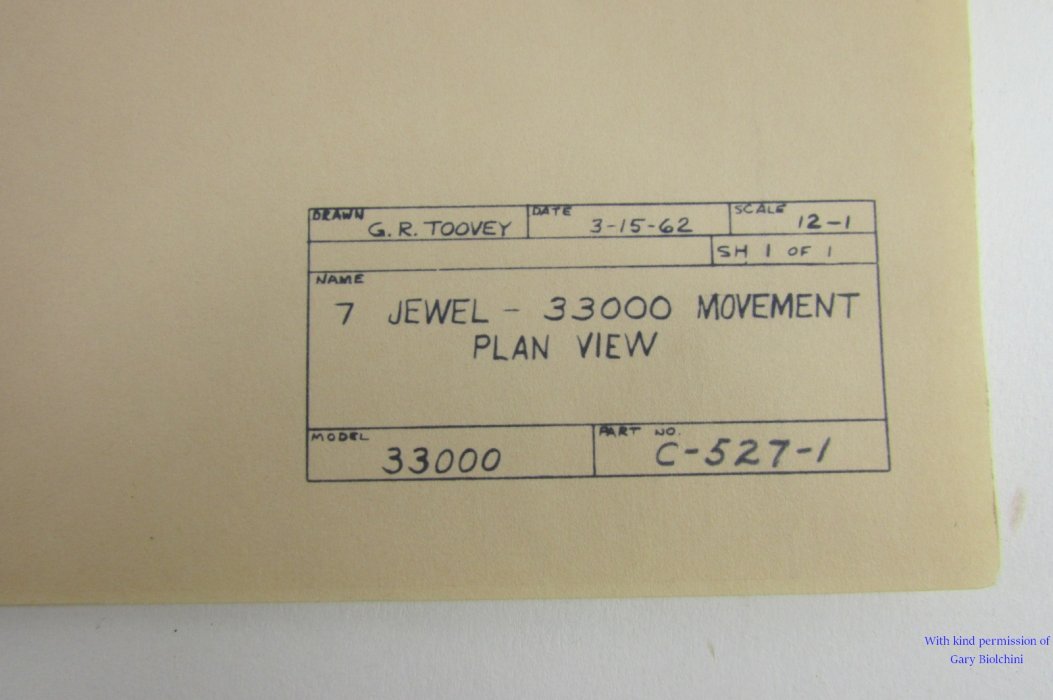 DRAWN G. R. TOOVEY DATE 3-15-62 SCALE 12-1
SH 1 OF 1
NAME
7 JEWEL - 33000 MOVEMENT
PLAN VIEW
MODEL 33000 PART NO. C-527-1
With kind permission of
Gary Biolchini